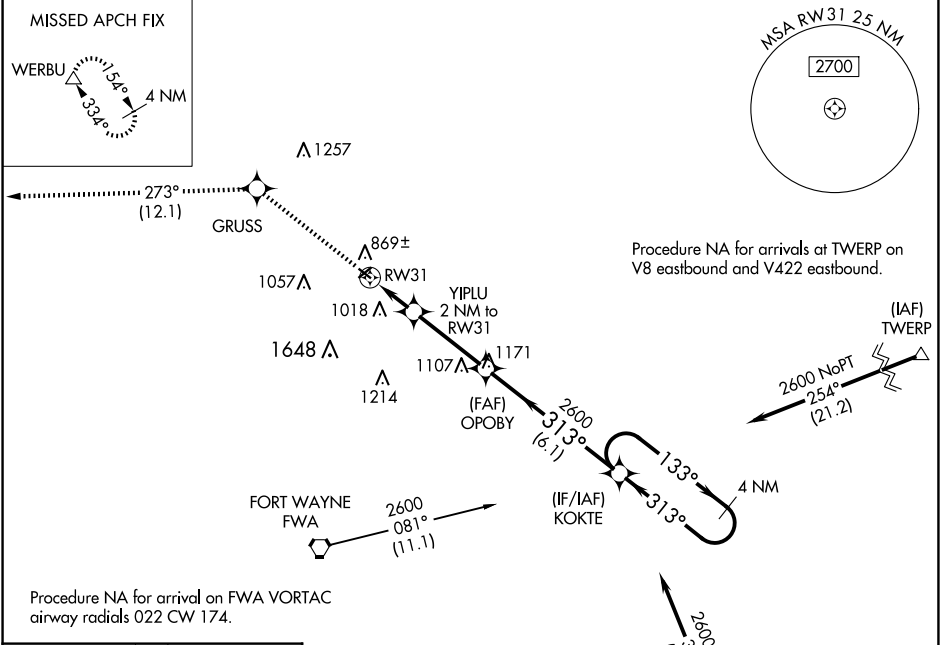 MISSED APCH FIX
WERBU
154°
334°
4 NM
MSA RW31 25 NM
2700
1257
273°
(12.1)
GRUSS
869±
RW31
1057
1018
YIPLU
2 NM to
RW31
1648
1107
1171
1214
(FAF)
OPOBY
Procedure NA for arrivals at TWERP on
V8 eastbound and V422 eastbound.
(IAF)
TWERP
2600 NoPT
254°
(21.2)
2600
313°
(6.1)
133°
313°
4 NM
(IF/IAF)
KOKTE
FORT WAYNE
FWA
2600
081°
(11.1)
Procedure NA for arrival on FWA VORTAC
airway radials 022 CW 174.
2600